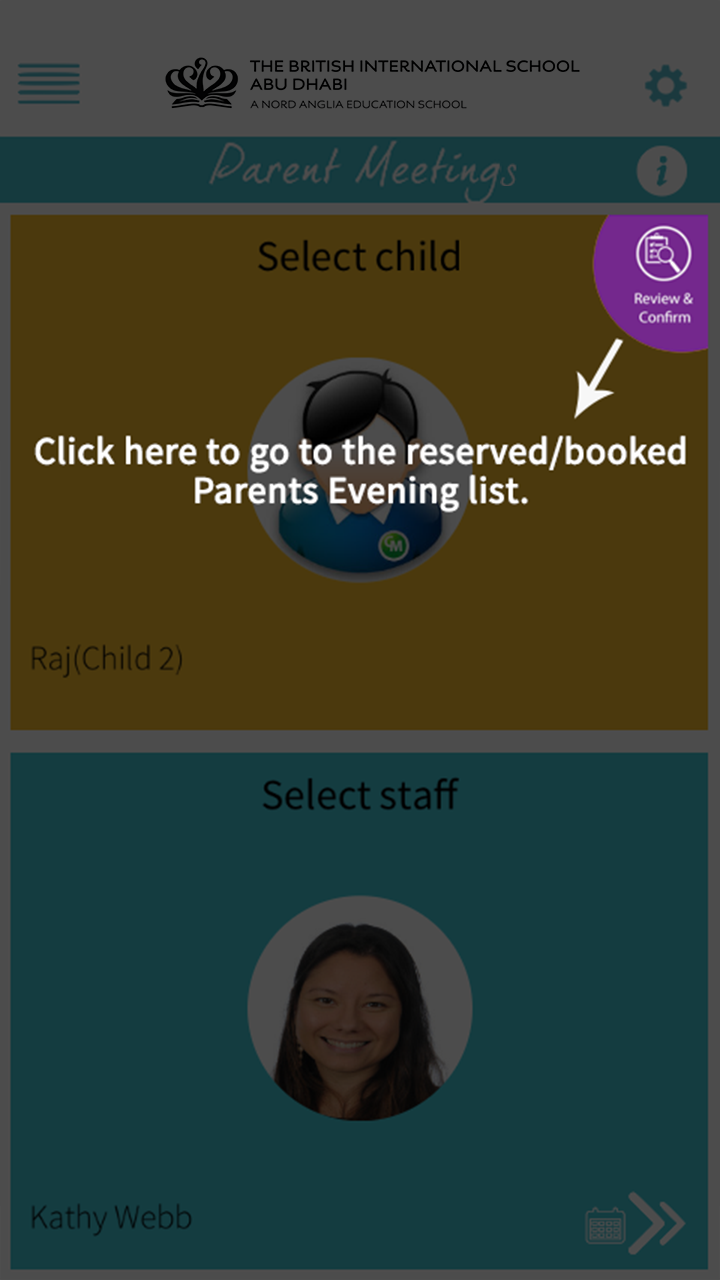 THE BRITISH INTERNATIONAL SCHOOL
ABU DHABI
A NORD ANGLIA EDUCATION SCHOOL
Parent Meetings
i
Select child
Review &
Confirm
Click here to go to the reserved/booked
Parents Evening list.
GM
Raj(Child 2)
Select staff
Kathy Webb